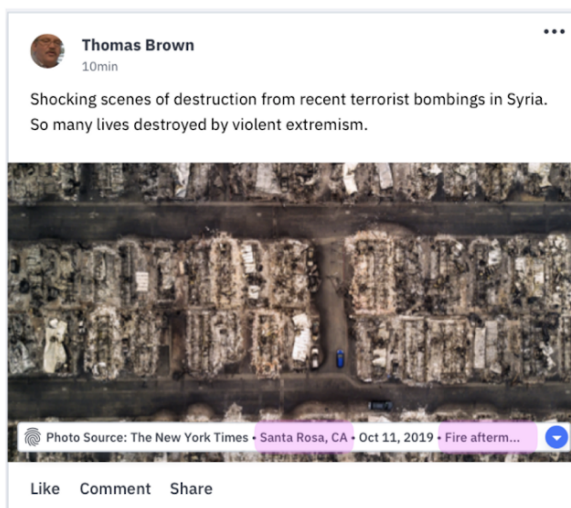 Thomas Brown
10min
Shocking scenes of destruction from recent terrorist bombings in Syria.
So many lives destroyed by violent extremism.
Photo Source: The New York Times • Santa Rosa, CA • Oct 11, 2019 • Fire afterm...
Like Comment Share